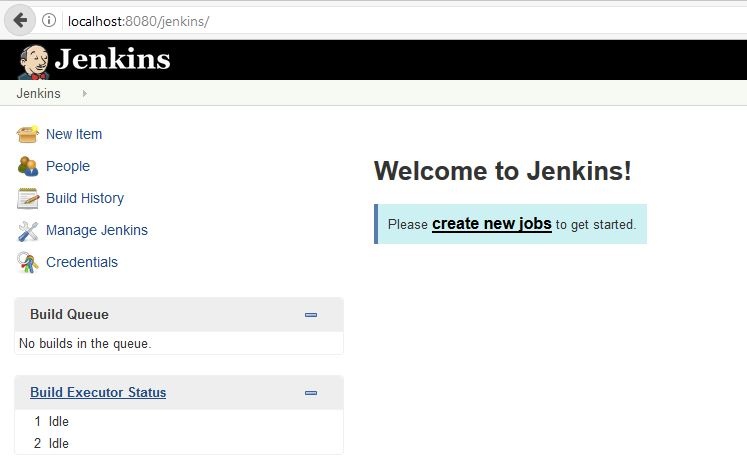 localhost:8080/jenkins/
Jenkins
Jenkins
New Item
People
Build History
Manage Jenkins
Credentials
Welcome to Jenkins!
Please create new jobs to get started.
Build Queue
No builds in the queue.
Build Executor Status
1 Idle
2 Idle